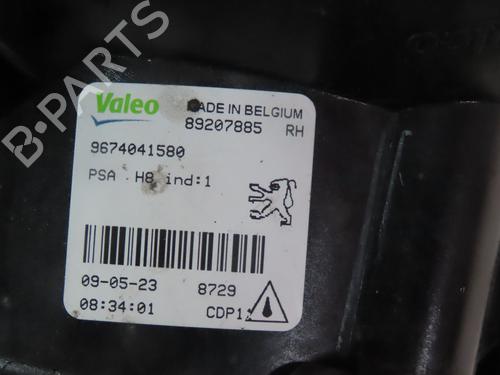 B-PARTS
Valeo
MADE IN BELGIUM
89207885 RH
9674041580
PSA . H8 ind:1
09-05-23 8729
08:34:01 CDP1